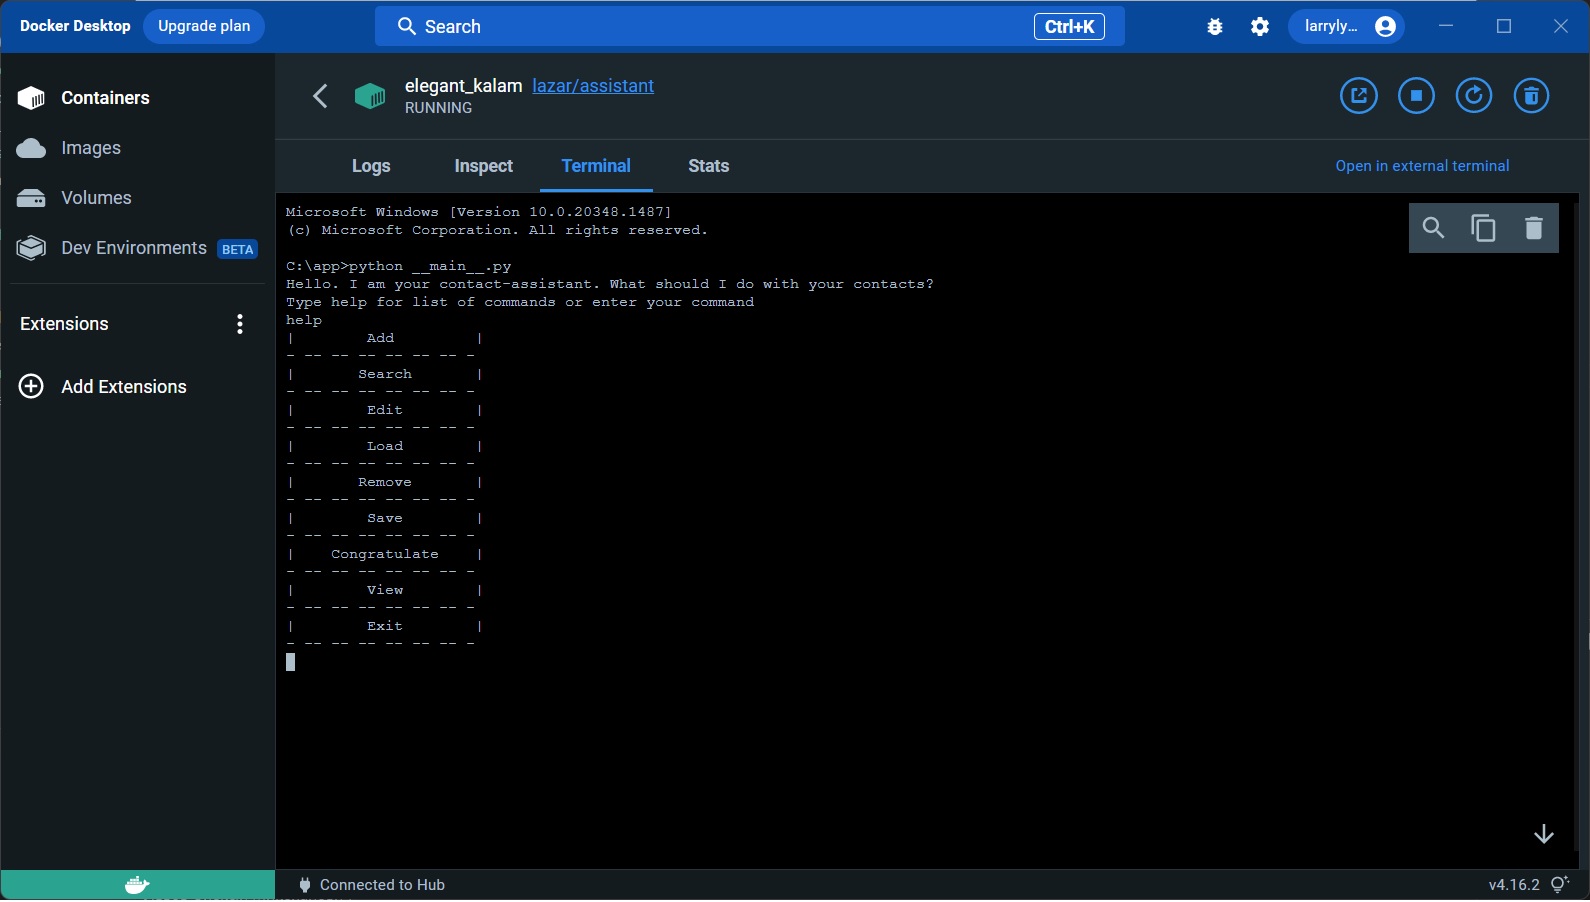 Docker Desktop Upgrade plan Search Ctrl+K larryly...
Containers
Images
Volumes
Dev Environments BETA
Extensions
Add Extensions
elegant_kalam lazar/assistant
RUNNING
Logs Inspect Terminal Stats Open in external terminal
Microsoft Windows [Version 10.0.20348.1487]
(c) Microsoft Corporation. All rights reserved.
C:\app>python __main__.py
Hello. I am your contact-assistant. What should I do with your contacts?
Type help for list of commands or enter your command
help
| Add |
- -- -- -- -- -- -- -
| Search |
- -- -- -- -- -- -- -
| Edit |
- -- -- -- -- -- -- -
| Load |
- -- -- -- -- -- -- -
| Remove |
- -- -- -- -- -- -- -
| Save |
- -- -- -- -- -- -- -
| Congratulate |
- -- -- -- -- -- -- -
| View |
- -- -- -- -- -- -- -
| Exit |
- -- -- -- -- -- -- -
Connected to Hub v4.16.2